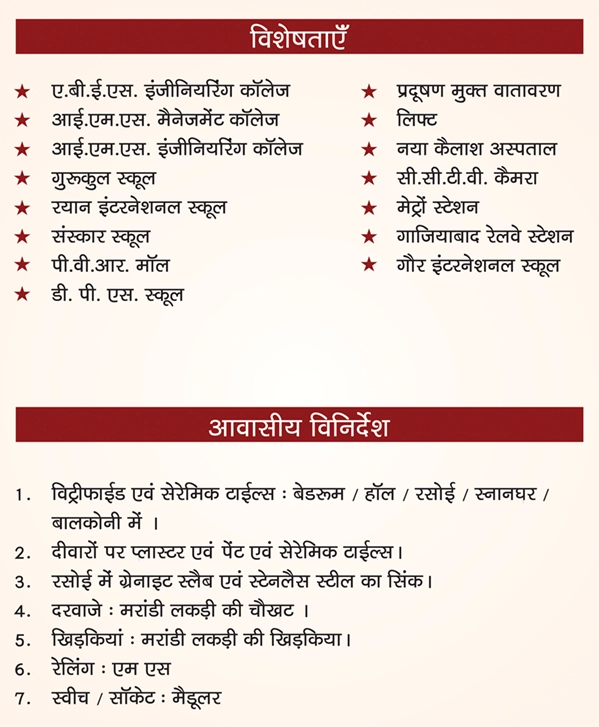 विशेषताएँ
★ ए.बी.ई.एस. इंजीनियरिंग कॉलेज
★ आई.एम.एस. मैनेजमेंट कॉलेज
★ आई.एम.एस. इंजीनियरिंग कॉलेज
★ गुरुकुल स्कूल
★ रयान इंटरनेशनल स्कूल
★ संस्कार स्कूल
★ पी.वी.आर. मॉल
★ डी. पी. एस. स्कूल
★ प्रदूषण मुक्त वातावरण
★ लिफ्ट
★ नया कैलाश अस्पताल
★ सी.सी.टी.वी. कैमरा
★ मेट्रों स्टेशन
★ गाजियाबाद रेलवे स्टेशन
★ गौर इंटरनेशनल स्कूल
आवासीय विनिर्देश
1. विट्रीफाईड एवं सेरेमिक टाईल्स : बेडरूम / हॉल / रसोई / स्नानघर /
बालकोनी में ।
2. दीवारों पर प्लास्टर एवं पेंट एवं सेरेमिक टाईल्स।
3. रसोई में ग्रेनाइट स्लैब एवं स्टेनलैस स्टील का सिंक।
4. दरवाजे : मरांडी लकड़ी की चौखट ।
5. खिड़कियां : मरांडी लकड़ी की खिड़किया।
6. रेलिंग : एम एस
7. स्वीच / सॉकेट : मैडूलर